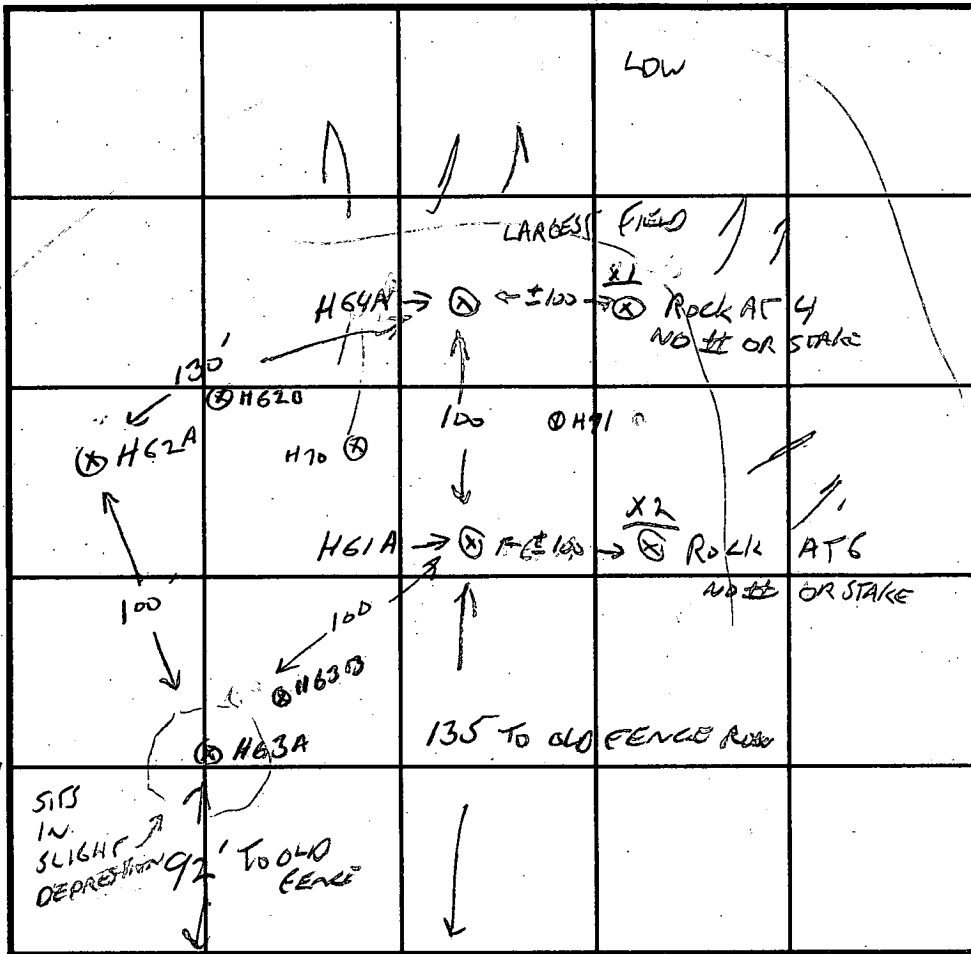 LOW
LARGEST FIELD
X1
H64A → ⊗ ← ±100 → ⊗ ROCK AT 4
NO # OR STAKE
130'
⊗ H62B
⊗ H62A
H70 ⊗
100
⊗ H71
X2
H61A → ⊗ ± 100 → ⊗ ROCK AT 6
NO # OR STAKE
100'
100
⊗ H63B
⊗ H63A
135 TO OLD FENCE ROW
SITS
IN
SLIGHT
DEPRESSION
92' TO OLD
FENCE